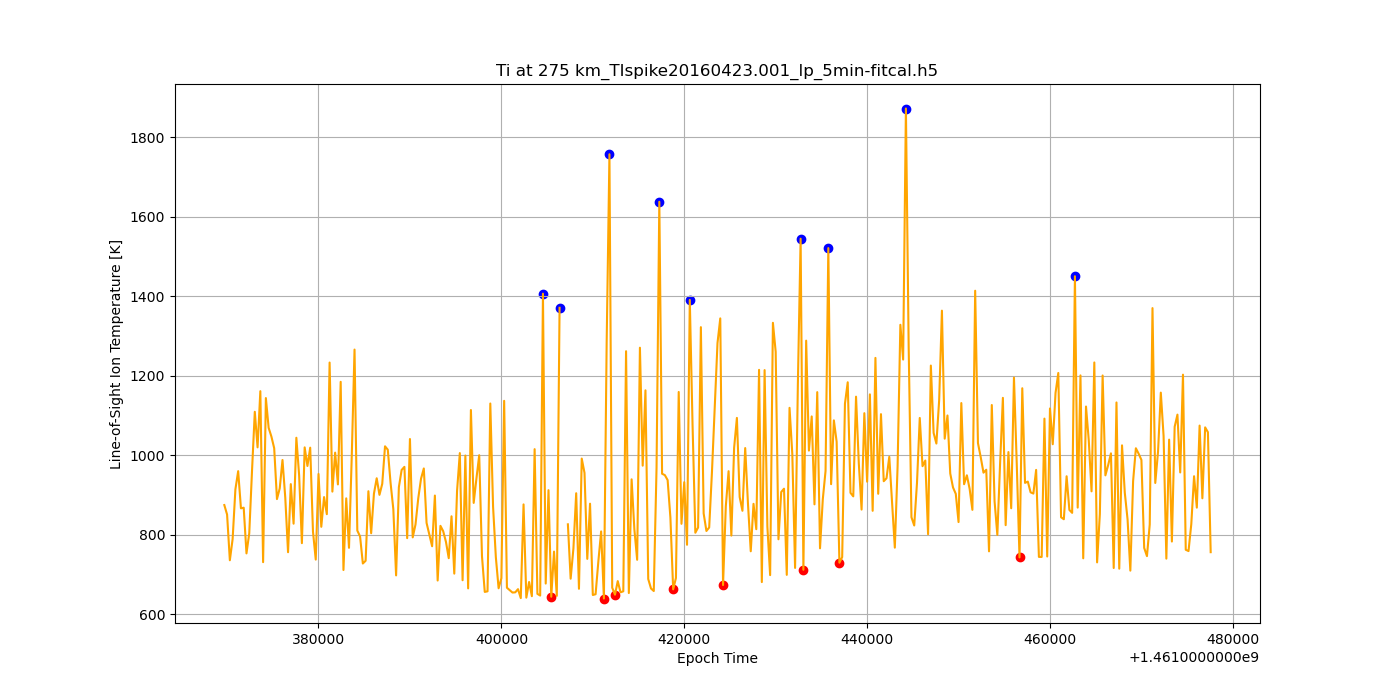 Ti at 275 km_TIspike20160423.001_lp_5min-fitcal.h5
Line-of-Sight Ion Temperature [K]
1800
1600
1400
1200
1000
800
600
380000 400000 420000 440000 460000 480000
Epoch Time
+1.4610000000e9